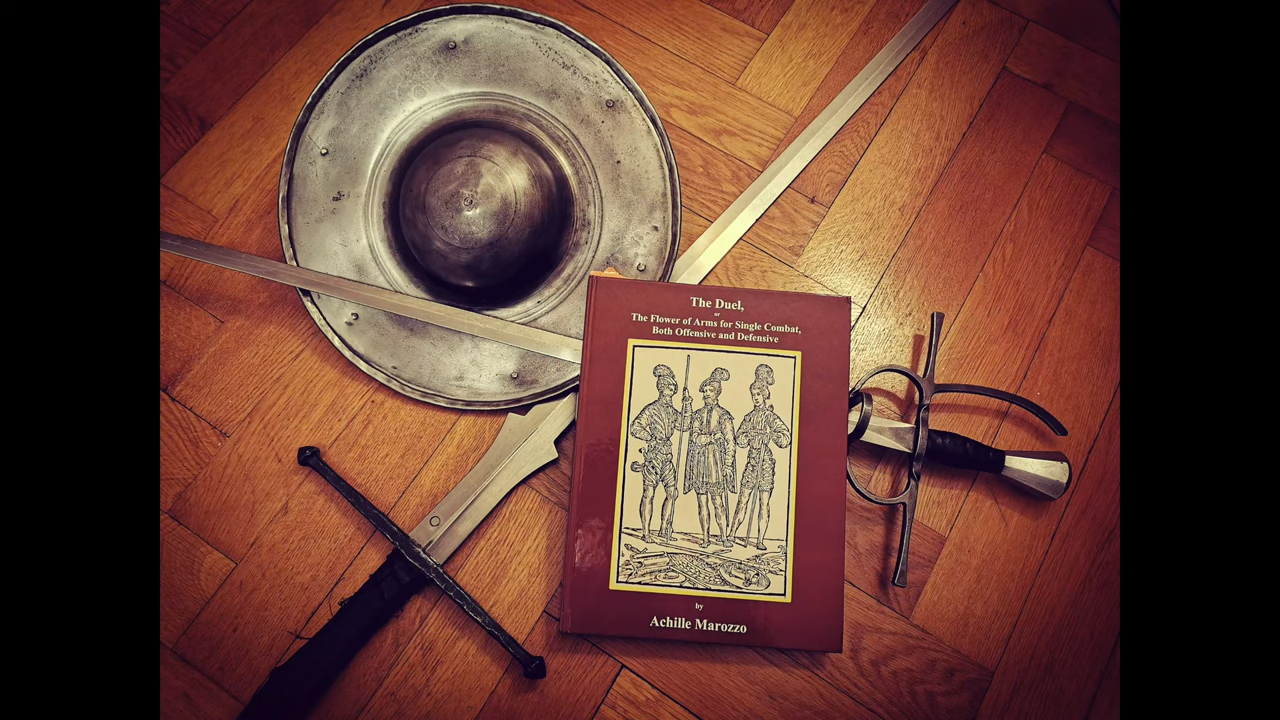 The Duel,
or
The Flower of Arms for Single Combat,
Both Offensive and Defensive
by
Achille Marozzo